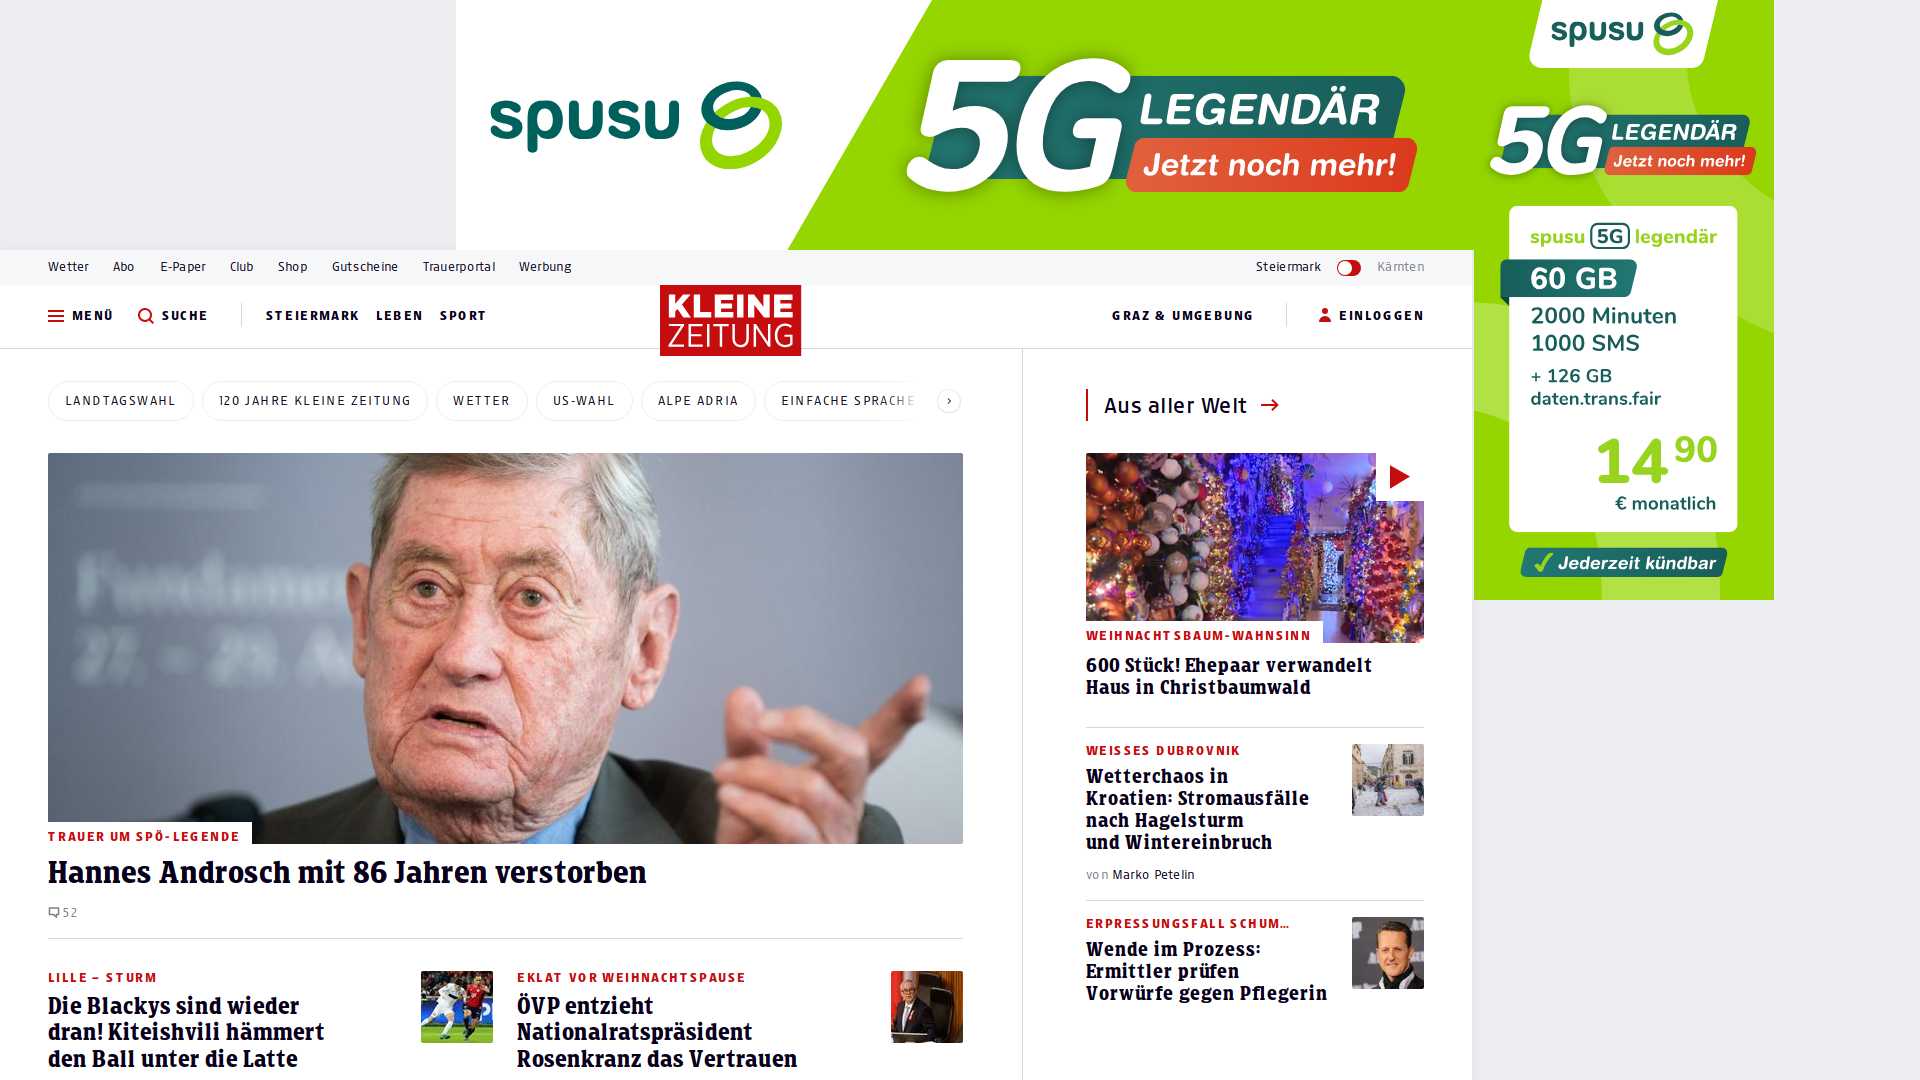 spusu
5G LEGENDÄR
Jetzt noch mehr!
spusu
5G LEGENDÄR
Jetzt noch mehr!
spusu 5G legendär
60 GB
2000 Minuten
1000 SMS
+ 126 GB
daten.trans.fair
14 90
€ monatlich
Jederzeit kündbar
Wetter Abo E-Paper Club Shop Gutscheine Trauerportal Werbung Steiermark Kärnten
MENÜ SUCHE STEIERMARK LEBEN SPORT KLEINE ZEITUNG GRAZ & UMGEBUNG EINLOGGEN
LANDTAGSWAHL 120 JAHRE KLEINE ZEITUNG WETTER US-WAHL ALPE ADRIA EINFACHE SPRACHE
TRAUER UM SPÖ-LEGENDE
Hannes Androsch mit 86 Jahren verstorben
52
LILLE – STURM
Die Blackys sind wieder
dran! Kiteishvili hämmert
den Ball unter die Latte
EKLAT VOR WEIHNACHTSPAUSE
ÖVP entzieht
Nationalratspräsident
Rosenkranz das Vertrauen
Aus aller Welt
WEIHNACHTSBAUM-WAHNSINN
600 Stück! Ehepaar verwandelt
Haus in Christbaumwald
WEISSES DUBROVNIK
Wetterchaos in
Kroatien: Stromausfälle
nach Hagelsturm
und Wintereinbruch
von Marko Petelin
ERPRESSUNGSFALL SCHUM…
Wende im Prozess:
Ermittler prüfen
Vorwürfe gegen Pflegerin